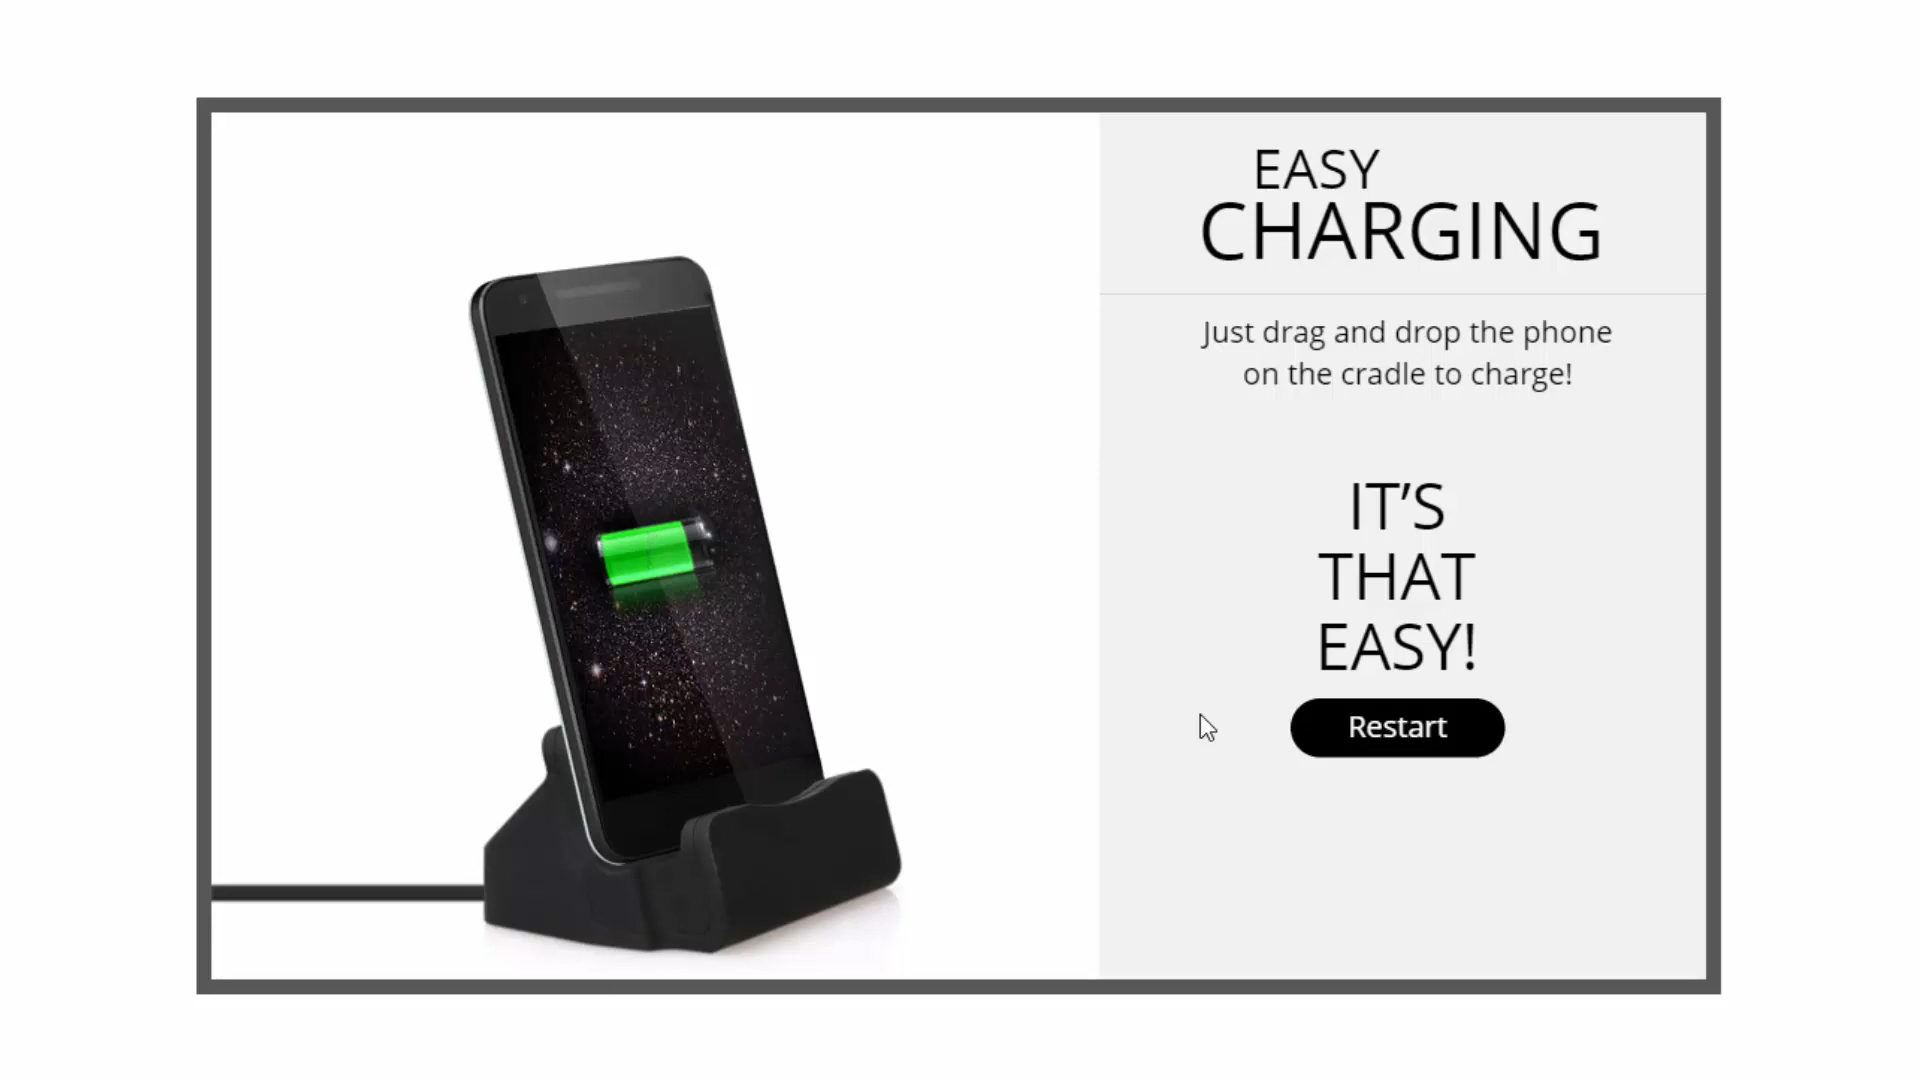 EASY
CHARGING
Just drag and drop the phone
on the cradle to charge!
IT’S
THAT
EASY!
Restart